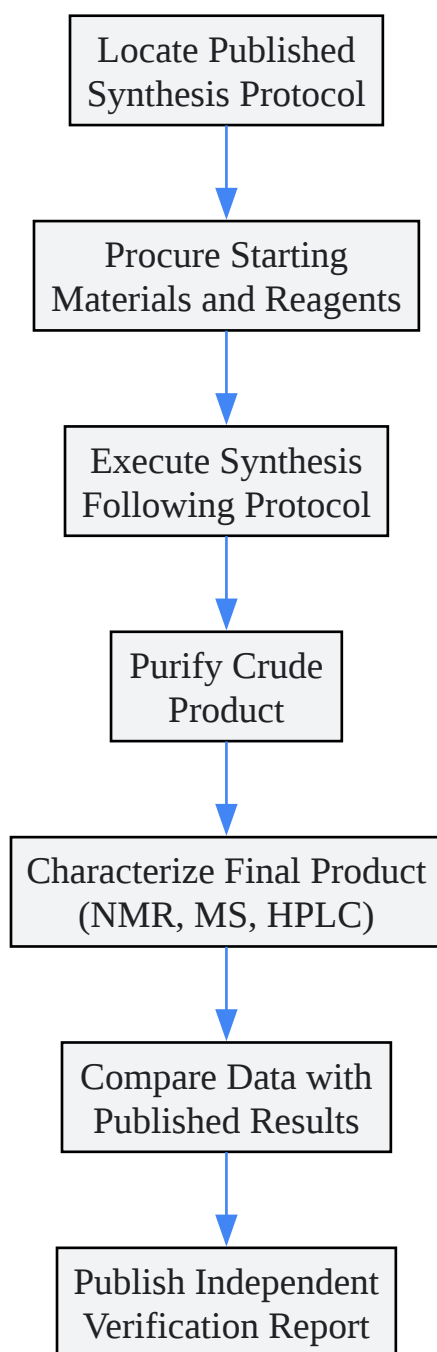 Locate Published
Synthesis Protocol
Procure Starting
Materials and Reagents
Execute Synthesis
Following Protocol
Purify Crude
Product
Characterize Final Product
(NMR, MS, HPLC)
Compare Data with
Published Results
Publish Independent
Verification Report